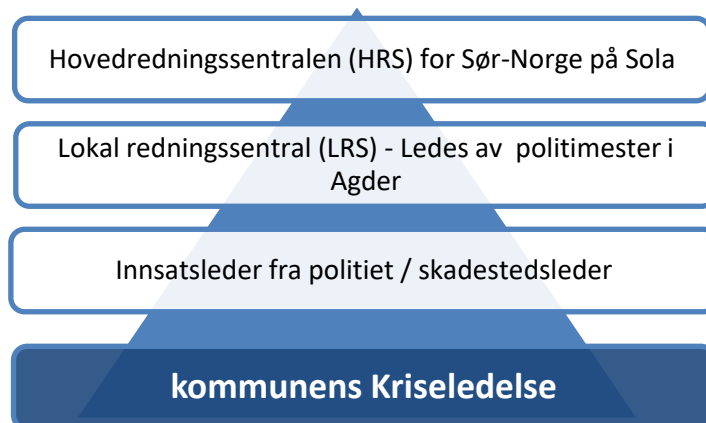 Hovedredningssentralen (HRS) for Sør-Norge på Sola
Lokal redningssentral (LRS) - Ledes av politimester i
Agder
Innsatsleder fra politiet / skadestedsleder
kommunens Kriseledelse